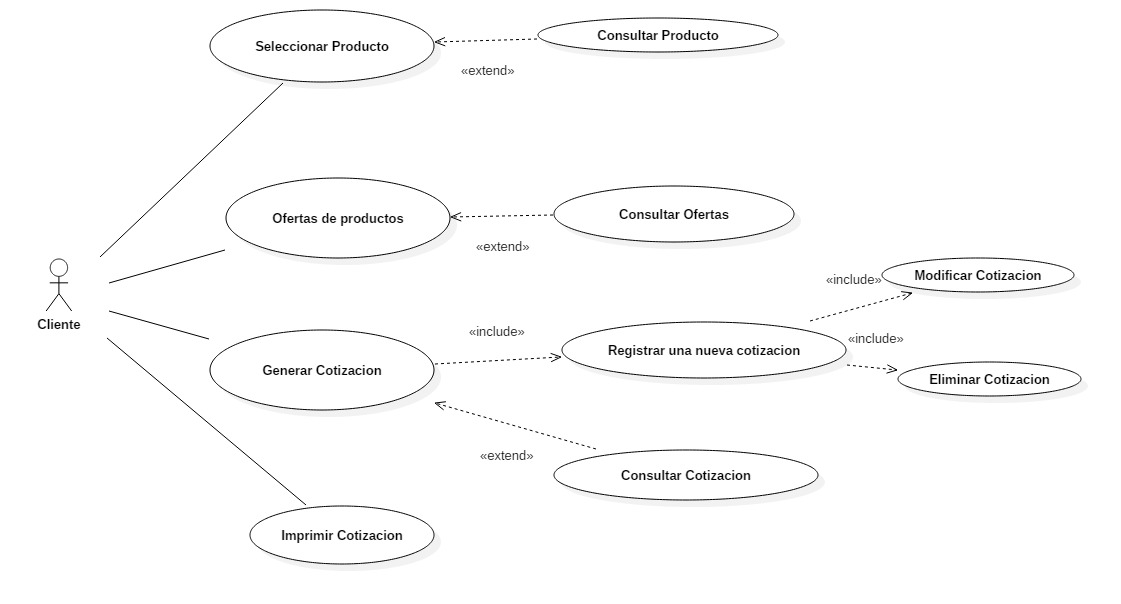 Seleccionar Producto
Consultar Producto
«extend»
Ofertas de productos
Consultar Ofertas
«extend»
Cliente
Generar Cotizacion
«include»
Registrar una nueva cotizacion
«include»
Modificar Cotizacion
«include»
Eliminar Cotizacion
«extend»
Consultar Cotizacion
Imprimir Cotizacion